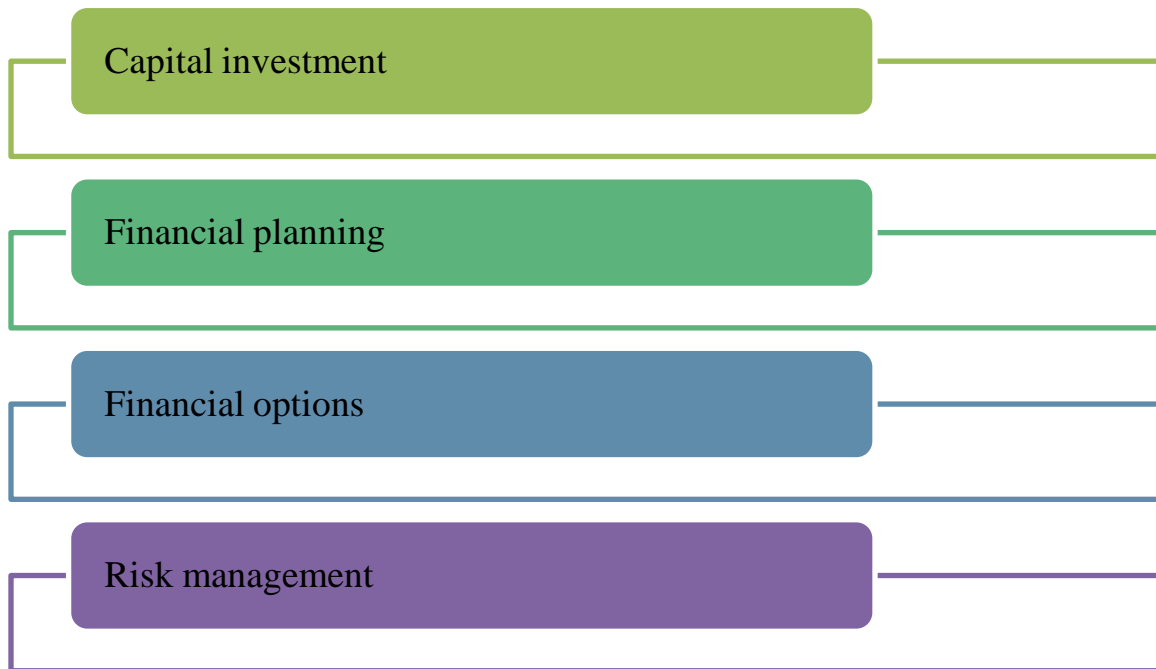 Capital investment
Financial planning
Financial options
Risk management